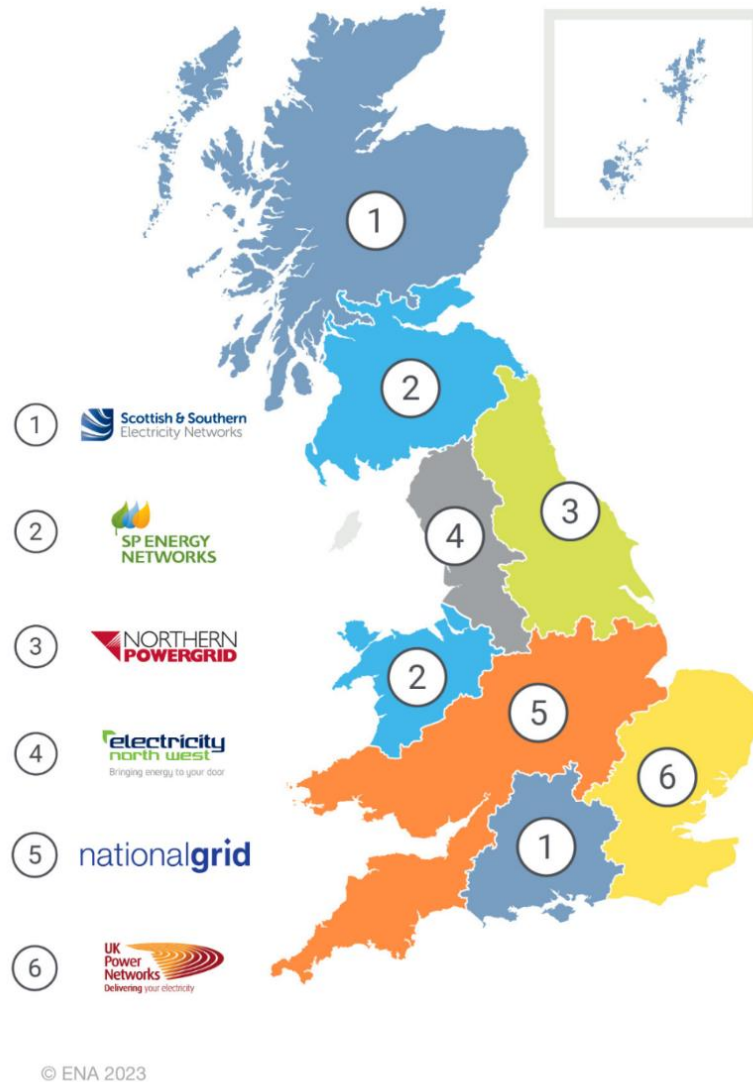 1
2
1
Scottish & Southern
Electricity Networks
2
SP ENERGY
NETWORKS
3
4
3
NORTHERN
POWERGRID
2
5
4
electricity
north west
Bringing energy to your door
6
5
nationalgrid
1
6
UK
Power
Networks
Delivering your electricity
© ENA 2023